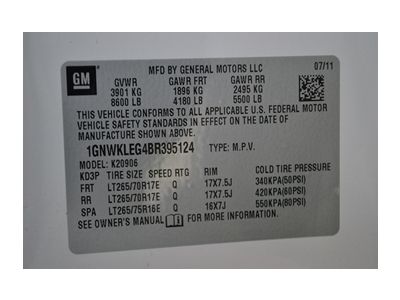 GM
MFD BY GENERAL MOTORS LLC 07/11
GVWR GAWR FRT GAWR RR
3901 KG 1896 KG 2495 KG
8600 LB 4180 LB 5500 LB
THIS VEHICLE CONFORMS TO ALL APPLICABLE U.S. FEDERAL MOTOR
VEHICLE SAFETY STANDARDS IN EFFECT ON THE DATE OF
MANUFACTURE SHOWN ABOVE.
1GNWKLEG4BR395124 TYPE: M.P.V.
MODEL: K20906
KD3P TIRE SIZE SPEED RTG RIM COLD TIRE PRESSURE
FRT LT265/70R17E Q 17X7.5J 340KPA(50PSI)
RR LT265/70R17E Q 17X7.5J 420KPA(60PSI)
SPA LT265/75R16E Q 16X7J 550KPA(80PSI)
SEE OWNER'S MANUAL FOR MORE INFORMATION.